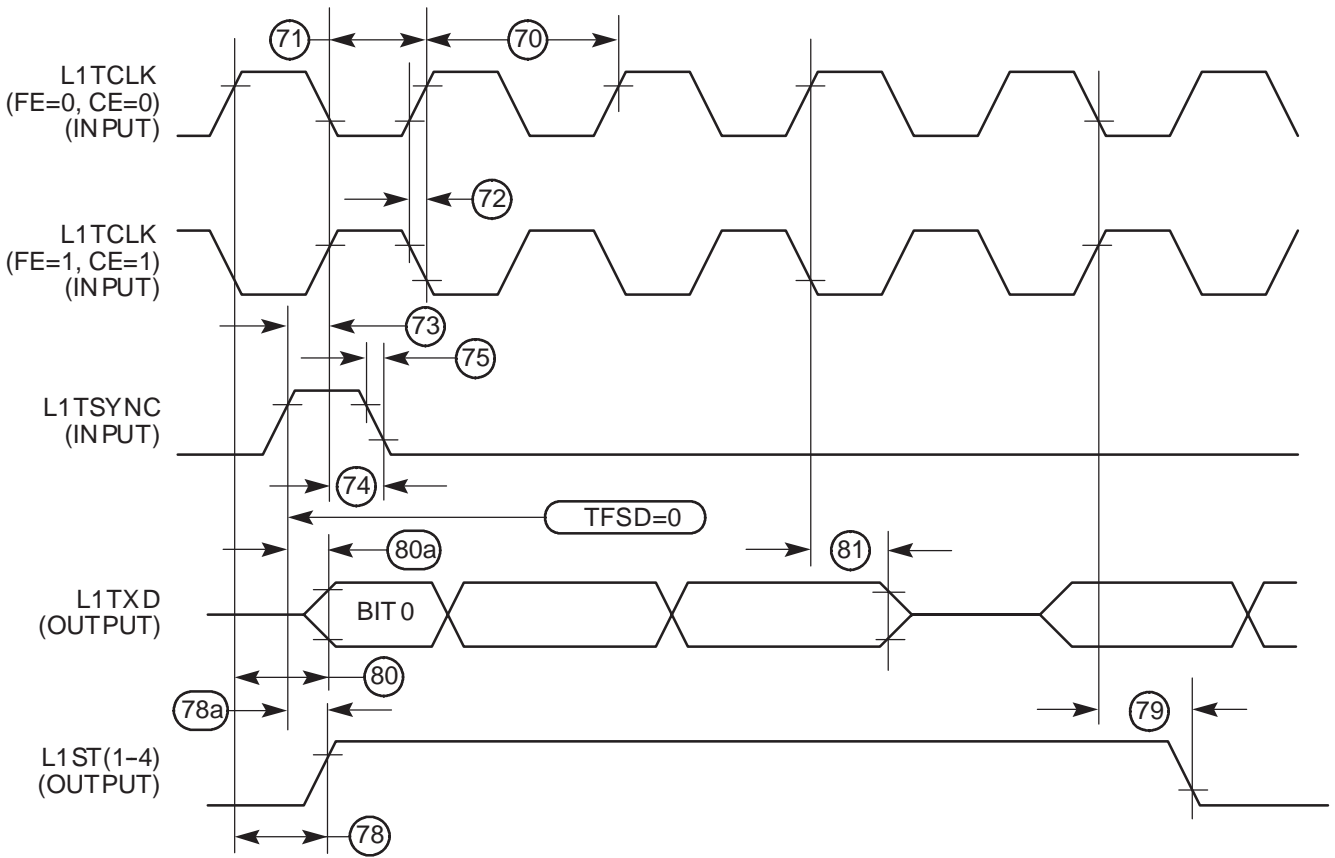 71
70
L1TCLK
(FE=0, CE=0)
(INPUT)
72
L1TCLK
(FE=1, CE=1)
(INPUT)
73
75
L1TSYNC
(INPUT)
74
TFSD=0
80a
81
L1TXD
(OUTPUT)
BIT 0
80
78a
79
L1ST(1-4)
(OUTPUT)
78